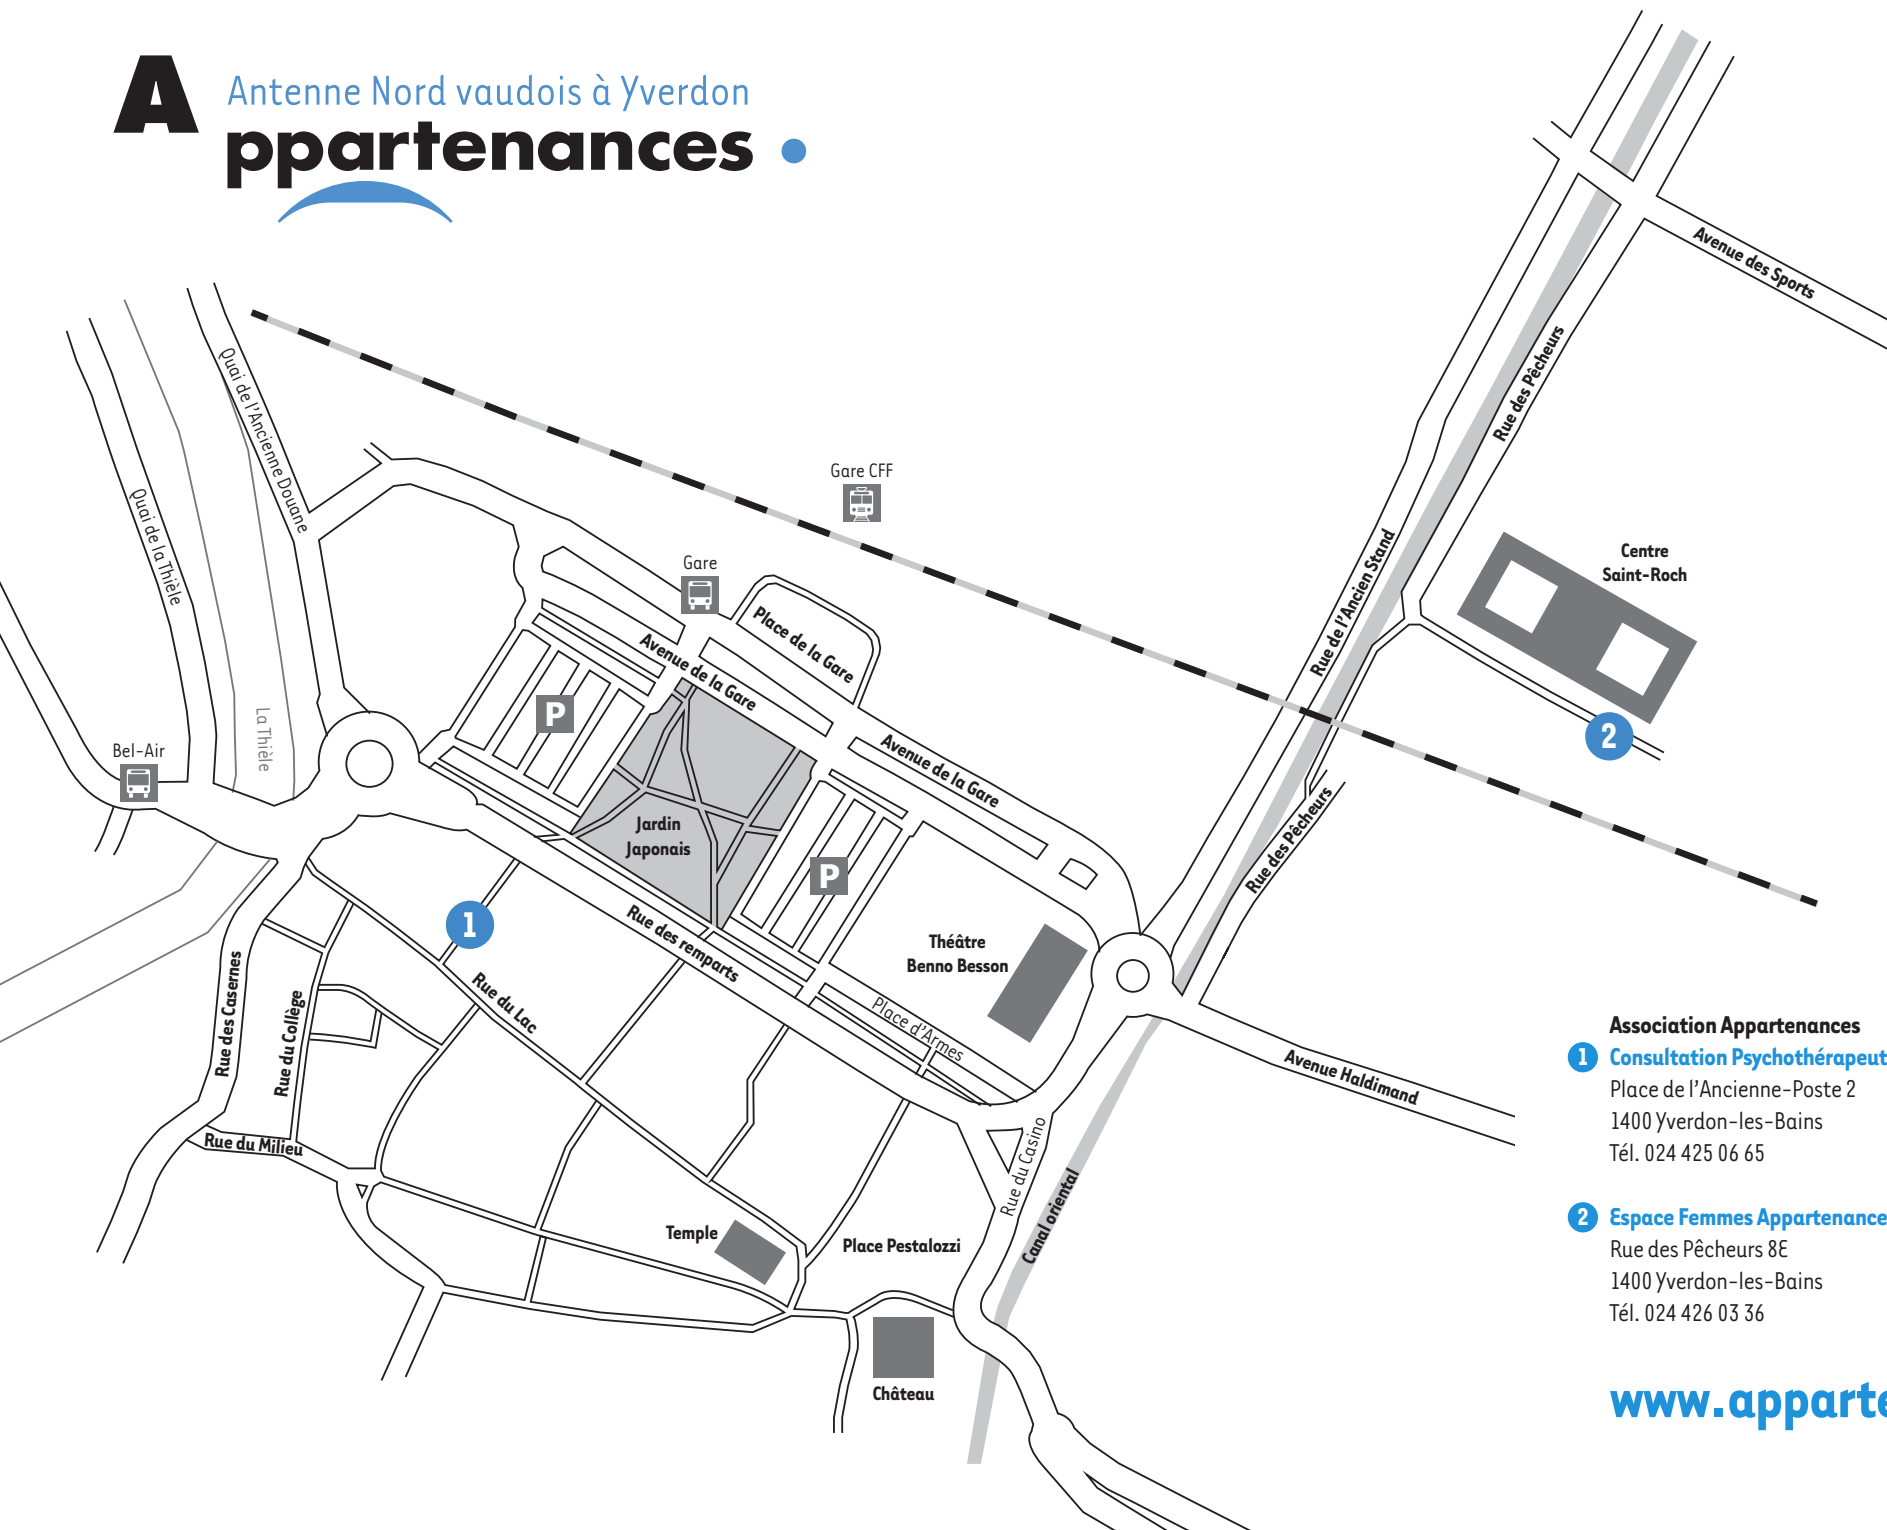 Antenne Nord vaudois à Yverdon
Appartenances
Avenue des Sports
Quai de l'Ancienne Douane
Quai de la Thièle
La Thièle
Rue des Pêcheurs
Gare CFF
Gare
Place de la Gare
Avenue de la Gare
Rue de l'Ancien Stand
Centre
Saint-Roch
2
P
Bel-Air
Avenue de la Gare
Rue des Pêcheurs
Jardin
Japonais
P
1
Rue des remparts
Théâtre
Benno Besson
Rue du Lac
Place d'Armes
Rue des Casernes
Rue du Collège
Avenue Haldimand
Rue du Milieu
Rue du Casino
Canal oriental
Temple
Place Pestalozzi
Château
Association Appartenances
1 Consultation Psychothérapeut
Place de l'Ancienne-Poste 2
1400 Yverdon-les-Bains
Tél. 024 425 06 65
2 Espace Femmes Appartenance
Rue des Pêcheurs 8E
1400 Yverdon-les-Bains
Tél. 024 426 03 36
www.apparte